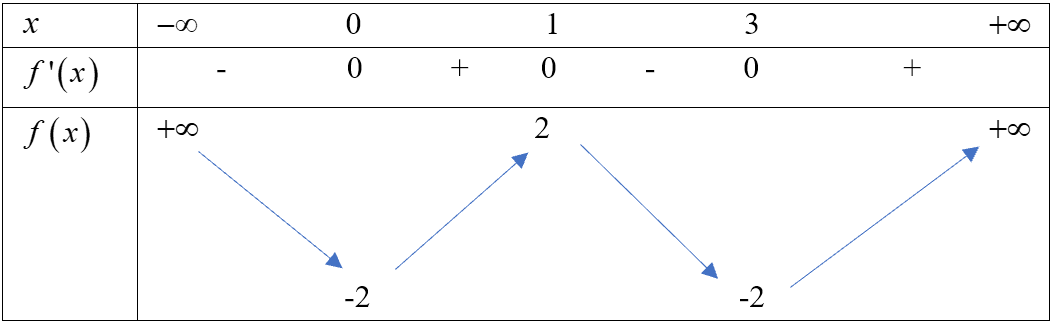 x −∞ 0 1 3 +∞
f'(x) - 0 + 0 - 0 +
f(x) +∞ 2 +∞
-2 -2